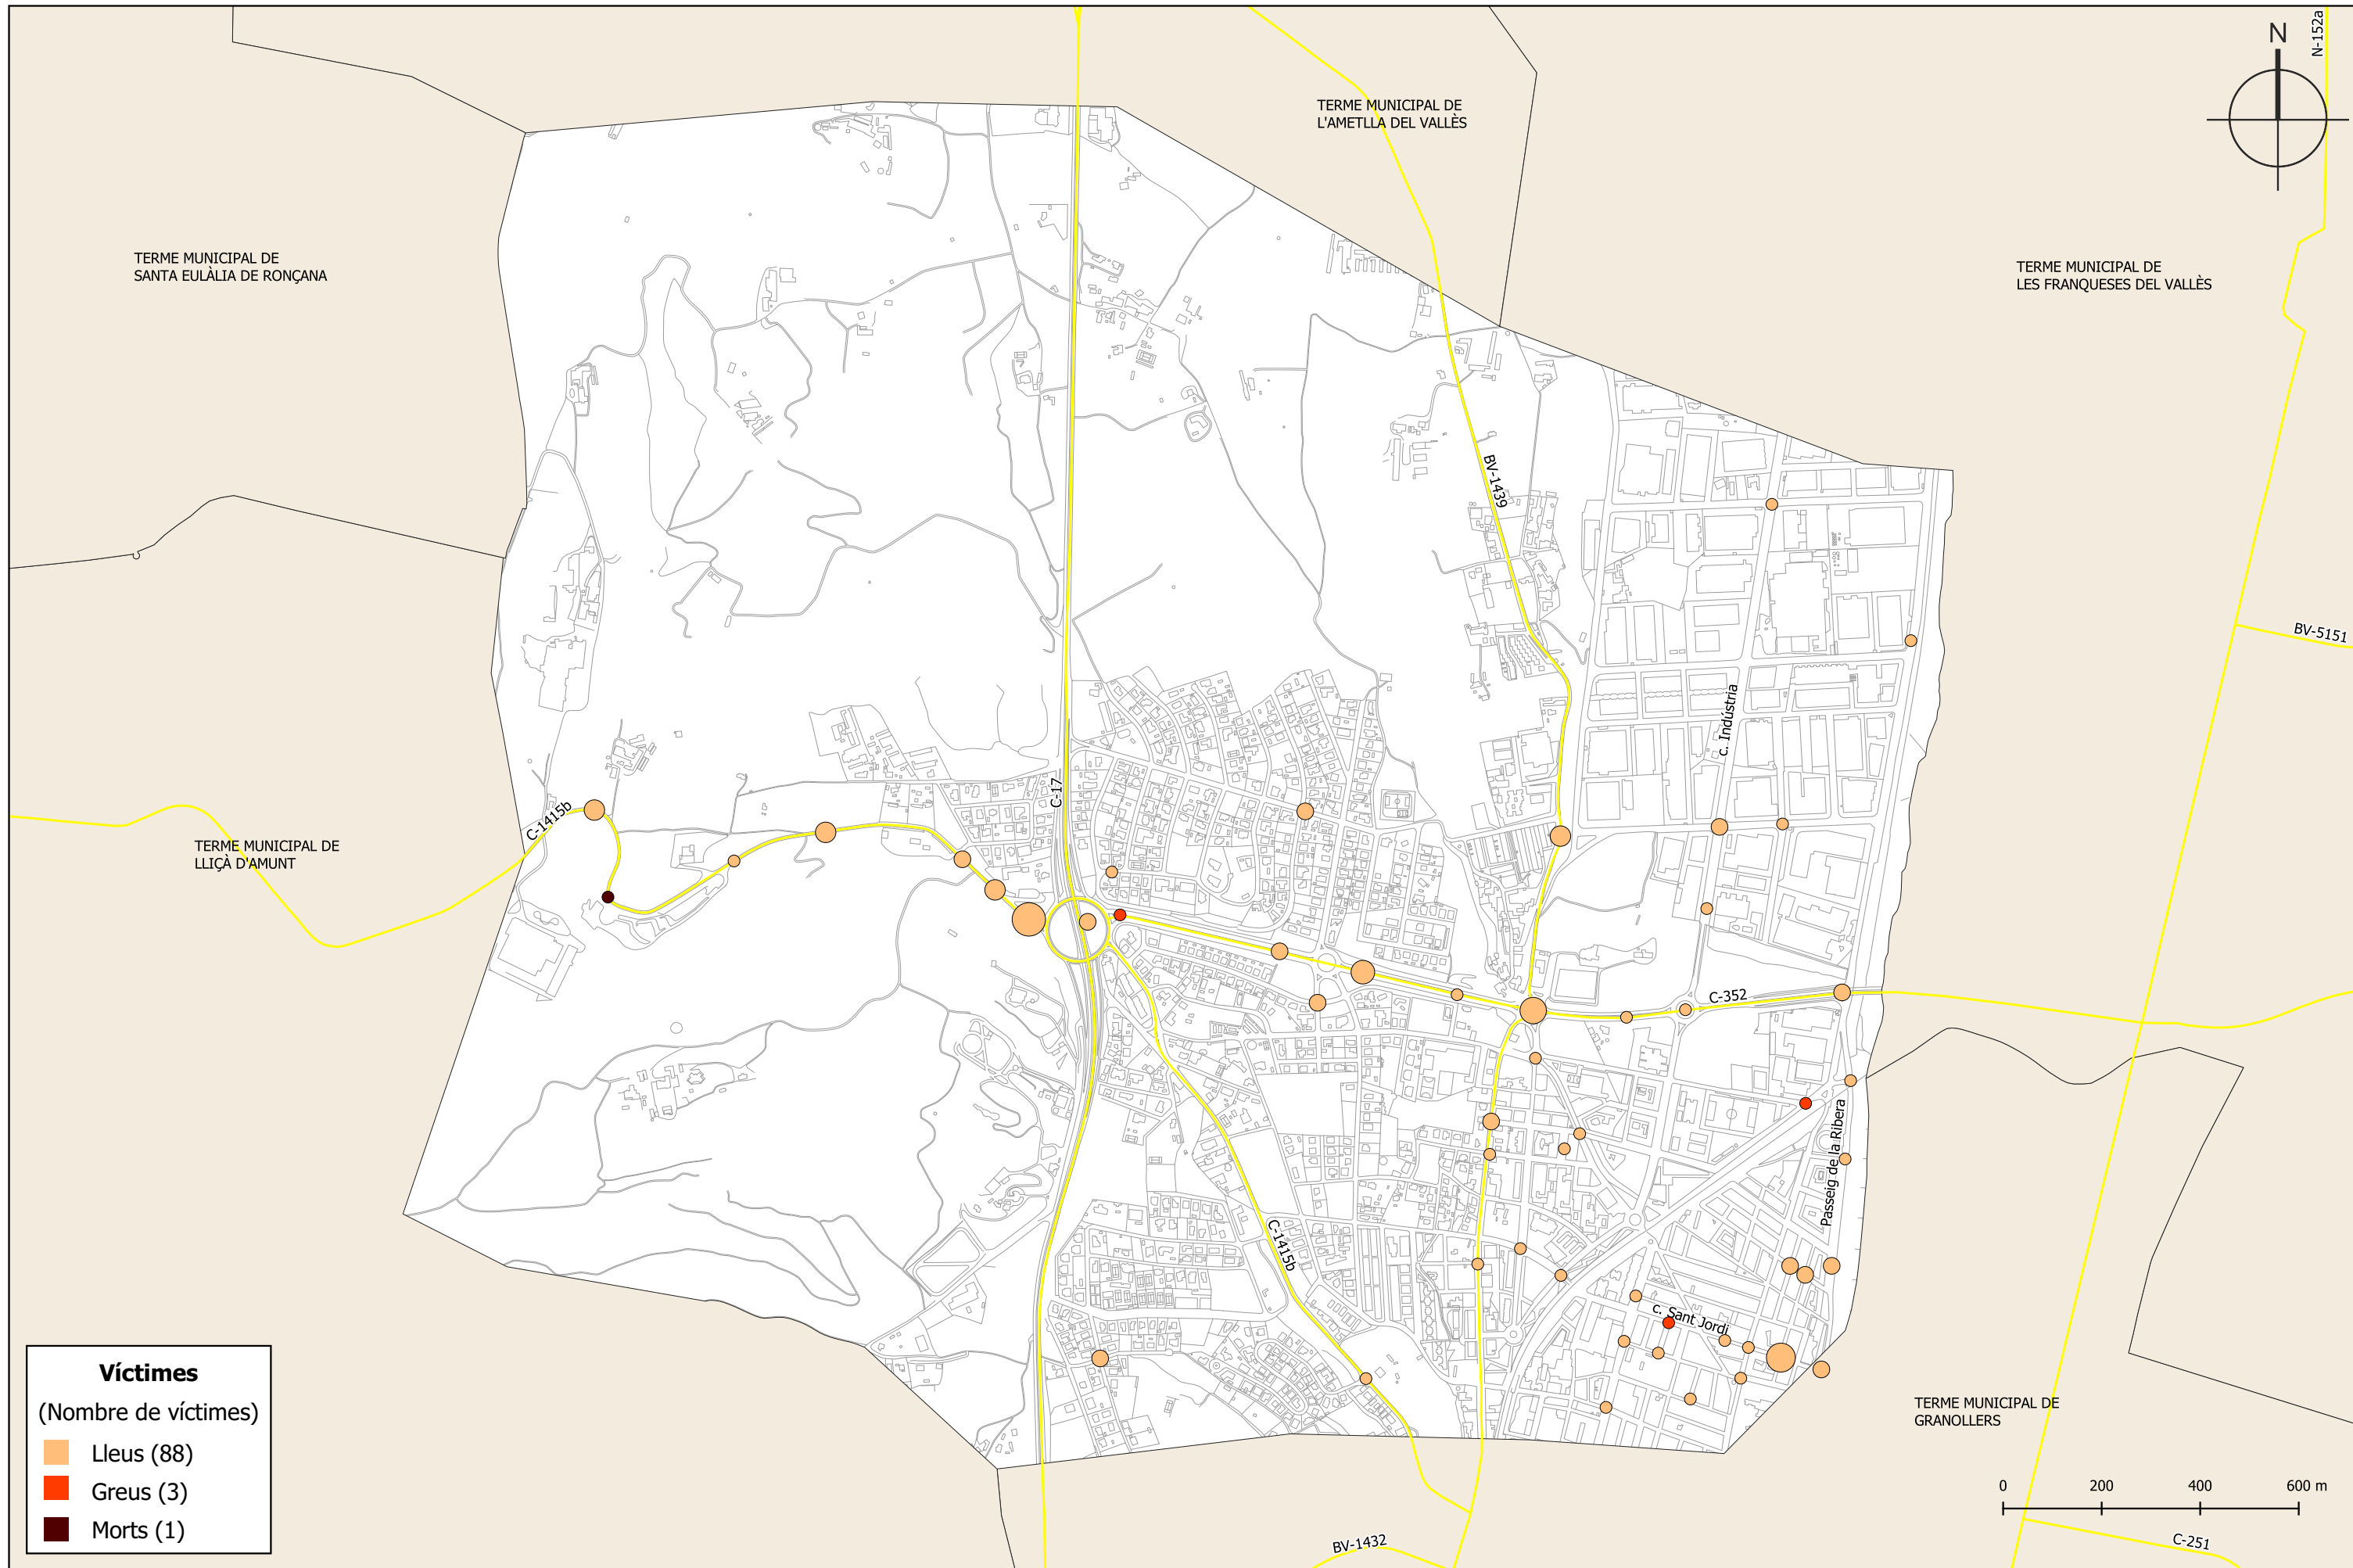 N
N-152a
TERME MUNICIPAL DE
L'AMETLLA DEL VALLÈS
TERME MUNICIPAL DE
SANTA EULÀLIA DE RONÇANA
TERME MUNICIPAL DE
LES FRANQUESES DEL VALLÈS
BV-1439
BV-5151
c. Indústria
C-17
C-1415b
TERME MUNICIPAL DE
LLIÇÀ D'AMUNT
C-352
Passeig de la Ribera
C-1415b
c. Sant Jordi
TERME MUNICIPAL DE
GRANOLLERS
Víctimes
(Nombre de víctimes)
Lleus (88)
Greus (3)
Morts (1)
0 200 400 600 m
BV-1432
C-251